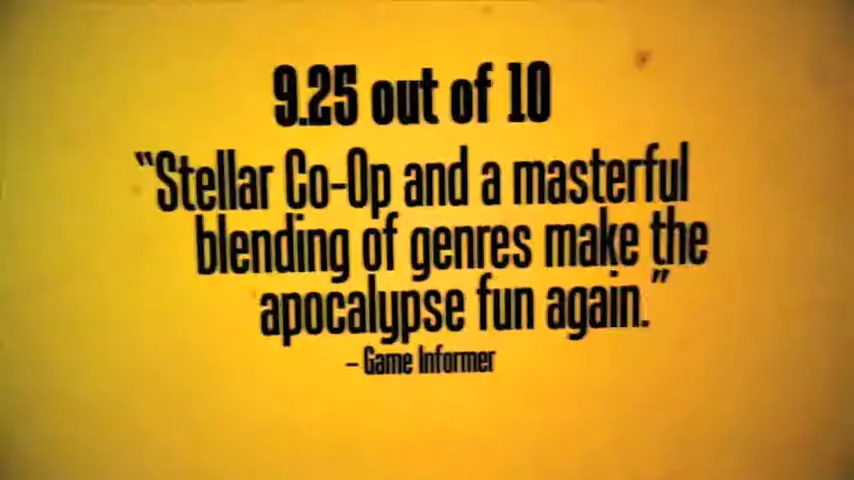 9.25 out of 10
"Stellar Co-Op and a masterful
blending of genres make the
apocalypse fun again."
– Game Informer